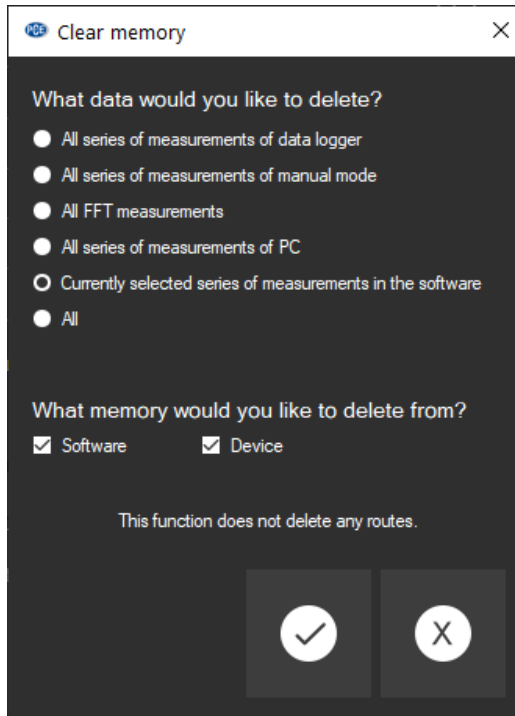 PCE Clear memory
What data would you like to delete?
All series of measurements of data logger
All series of measurements of manual mode
All FFT measurements
All series of measurements of PC
Currently selected series of measurements in the software
All
What memory would you like to delete from?
Software Device
This function does not delete any routes.
X